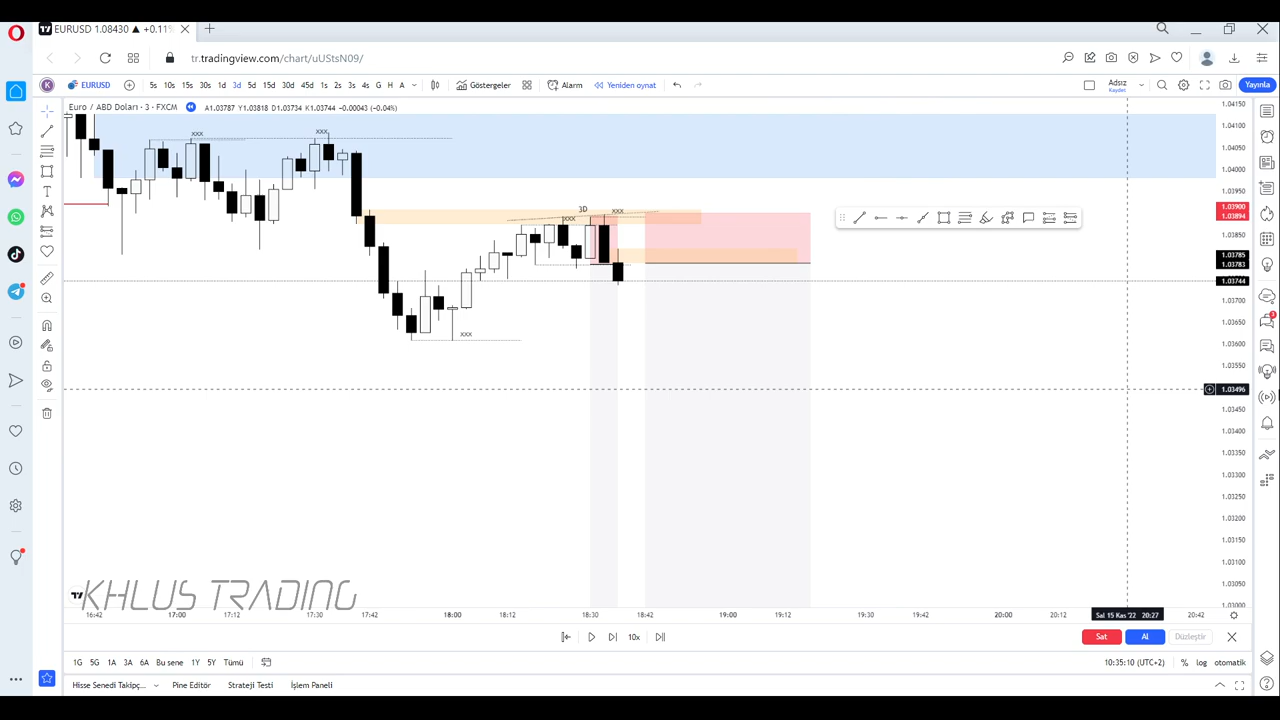 EURUSD 1.08430 ▲ +0.11%
tr.tradingview.com/chart/uUStsN09/
K EURUSD 5s 10s 15s 30s 1d 3d 5d 15d 30d 45d 1s 2s 3s 4s G H A Göstergeler Alarm Yeniden oynat Adsız Kaydet Yayınla
Euro / ABD Doları · 3 · FXCM A1.03787 Y1.03818 D1.03734 K1.03744 −0.00043 (−0.04%)
1.04150
1.04100
1.04050
1.04000
1.03950
1.03900
1.03894
1.03850
1.03785
1.03783
1.03744
1.03700
1.03650
1.03600
1.03550
1.03496
1.03450
1.03400
1.03350
1.03300
1.03250
1.03200
1.03150
1.03100
1.03050
1.03000
xxx
xxx
3D
xxx
xxx
xxx
3
KHLUS TRADING
16:42 17:00 17:12 17:30 17:42 18:00 18:12 18:30 18:42 19:00 19:12 19:30 19:42 20:00 20:12 Sal 15 Kas '22 20:27 20:42
10x Sat Al Düzleştir
1G 5G 1A 3A 6A Bu sene 1Y 5Y Tümü 10:35:10 (UTC+2) % log otomatik
Hisse Senedi Takipç... Pine Editör Strateji Testi İşlem Paneli